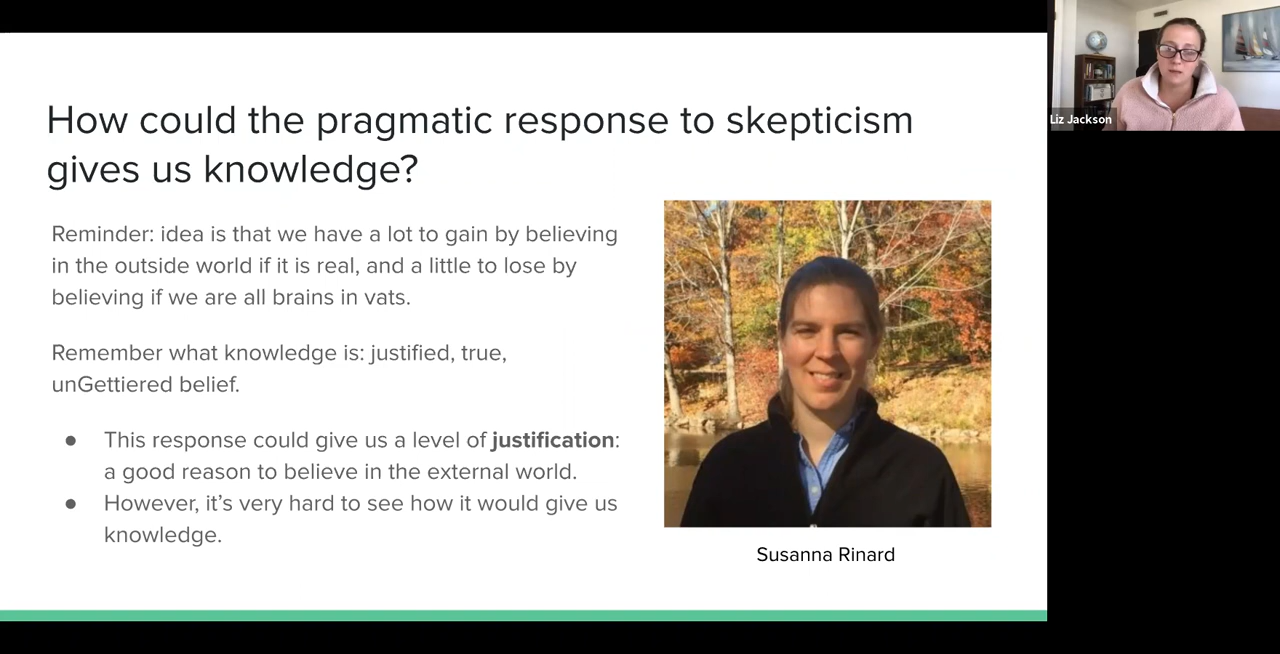 How could the pragmatic response to skepticism
gives us knowledge?
Reminder: idea is that we have a lot to gain by believing
in the outside world if it is real, and a little to lose by
believing if we are all brains in vats.
Remember what knowledge is: justified, true,
unGettiered belief.
● This response could give us a level of justification:
a good reason to believe in the external world.
● However, it’s very hard to see how it would give us
knowledge.
Susanna Rinard
Liz Jackson